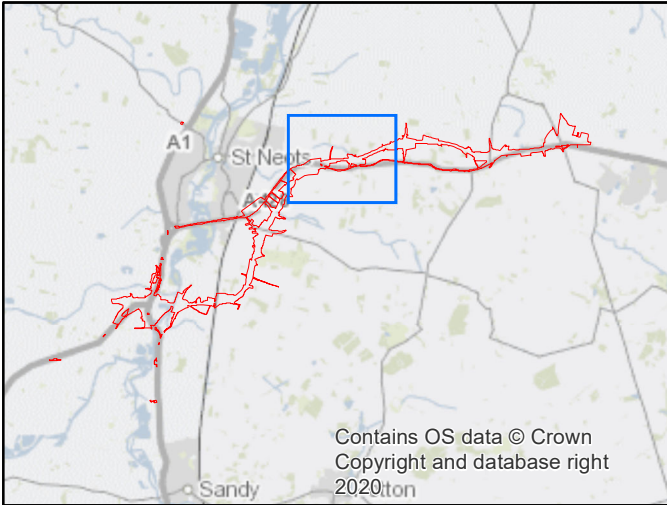 A1
St Neots
Contains OS data © Crown
Copyright and database right
2020
Sandy